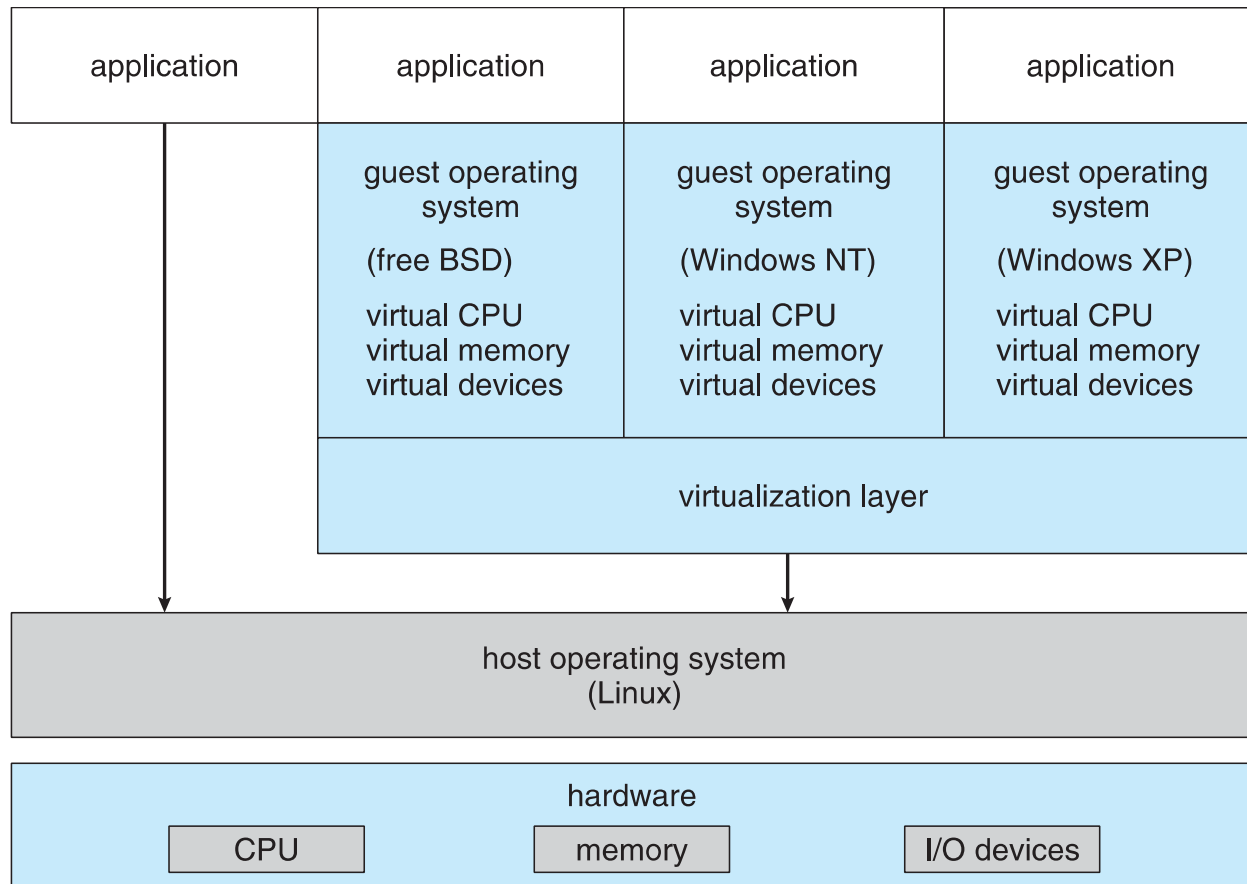 application
application
application
application
guest operating
system
(free BSD)
virtual CPU
virtual memory
virtual devices
guest operating
system
(Windows NT)
virtual CPU
virtual memory
virtual devices
guest operating
system
(Windows XP)
virtual CPU
virtual memory
virtual devices
virtualization layer
host operating system
(Linux)
hardware
CPU
memory
I/O devices